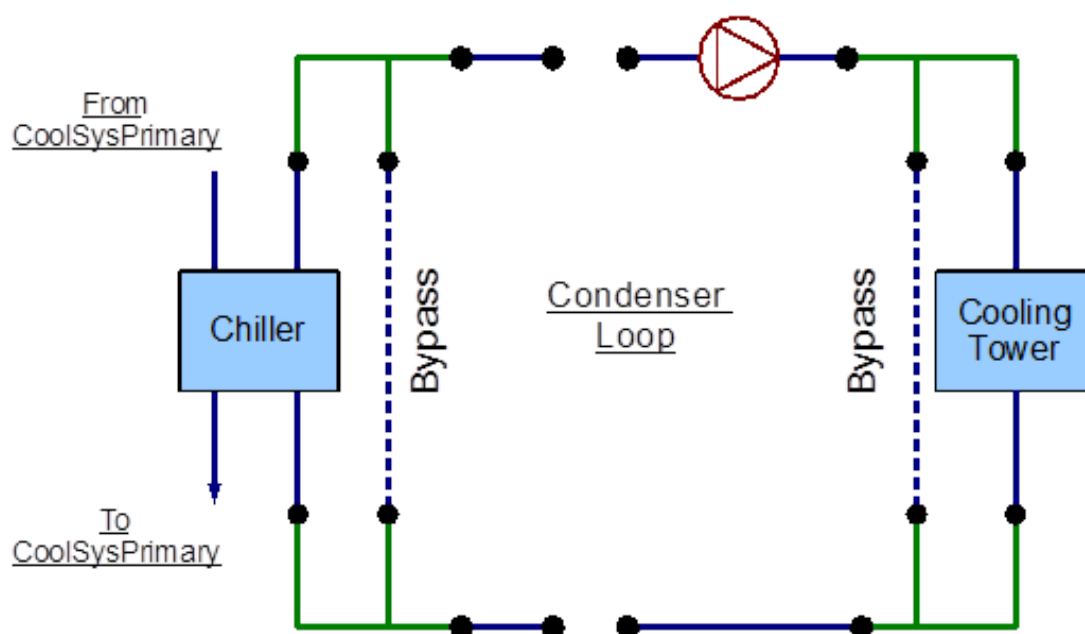 From
CoolSysPrimary
Chiller
Bypass
Condenser
Loop
Bypass
Cooling
Tower
To
CoolSysPrimary